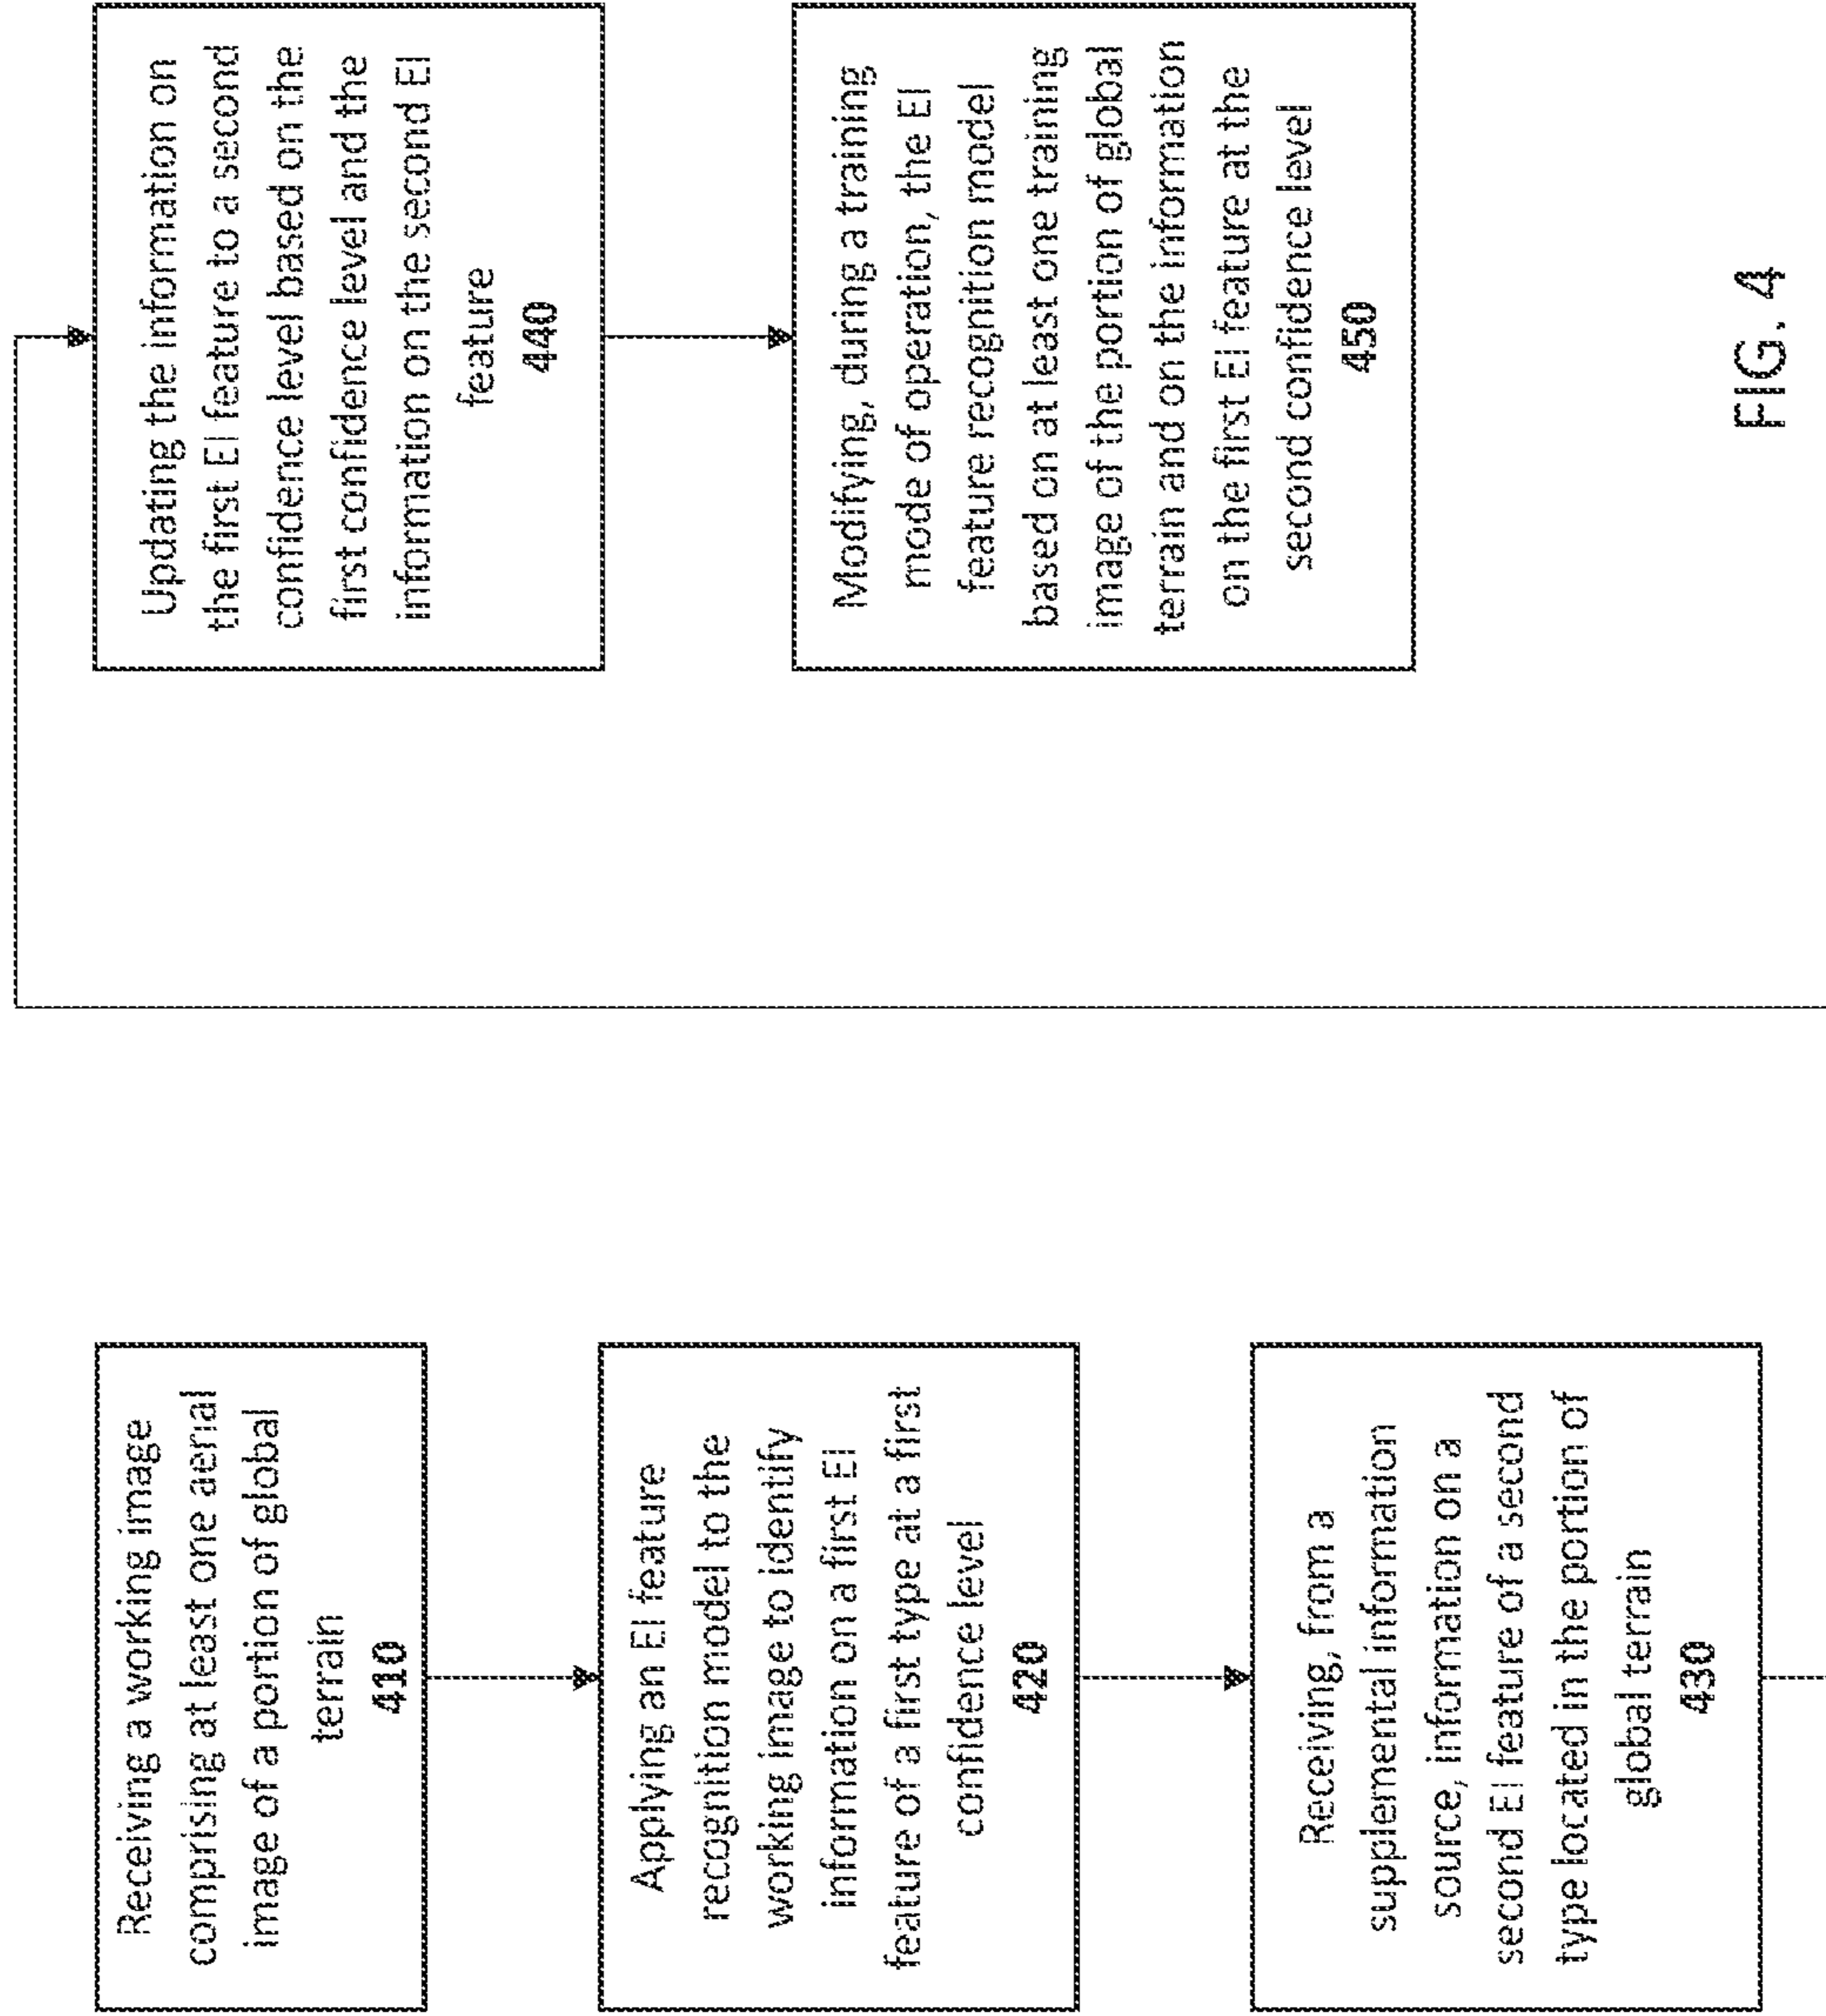 Receiving a working image
comprising at least one aerial
image of a portion of global
terrain
410
Applying an EI feature
recognition model to the
working image to identify
information on a first EI
feature of a first type at a first
confidence level
420
Receiving, from a
supplemental information
source, information on a
second EI feature of a second
type located in the portion of
global terrain
430
Updating the information on
the first EI feature to a second
confidence level based on the
first confidence level and the
information on the second EI
feature
440
Modifying, during a training
mode of operation, the EI
feature recognition model
based on at least one training
image of the portion of global
terrain and on the information
on the first EI feature at the
second confidence level
450
FIG. 4